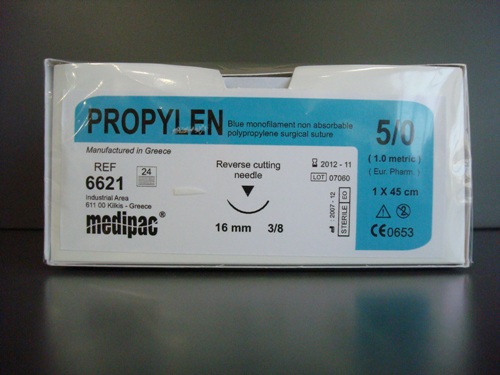 PROPYLEN
Blue monofilament non absorbable
polypropylene surgical suture
5/0
( 1.0 metric )
( Eur. Pharm. )
1 X 45 cm
Manufactured in Greece
REF
6621
24
Industrial Area
611 00 Kilkis - Greece
medipac®
Reverse cutting
needle
16 mm 3/8
2012 - 11
LOT 07060
2007 - 12
STERILE EO
2
CE0653